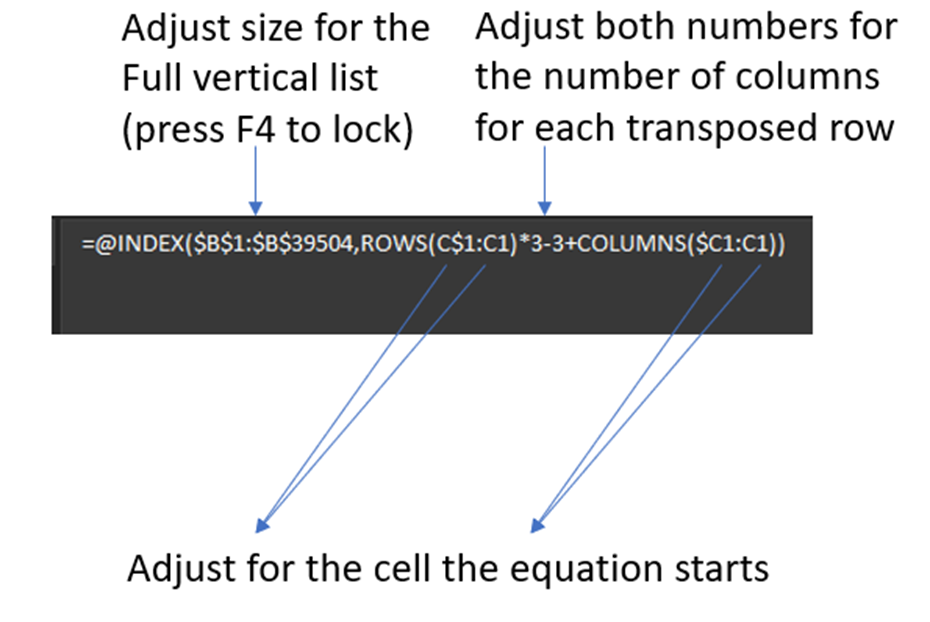 Adjust size for the
Full vertical list
(press F4 to lock)
Adjust both numbers for
the number of columns
for each transposed row
=@INDEX($B$1:$B$39504,ROWS(C$1:C1)*3-3+COLUMNS($C1:C1))
Adjust for the cell the equation starts